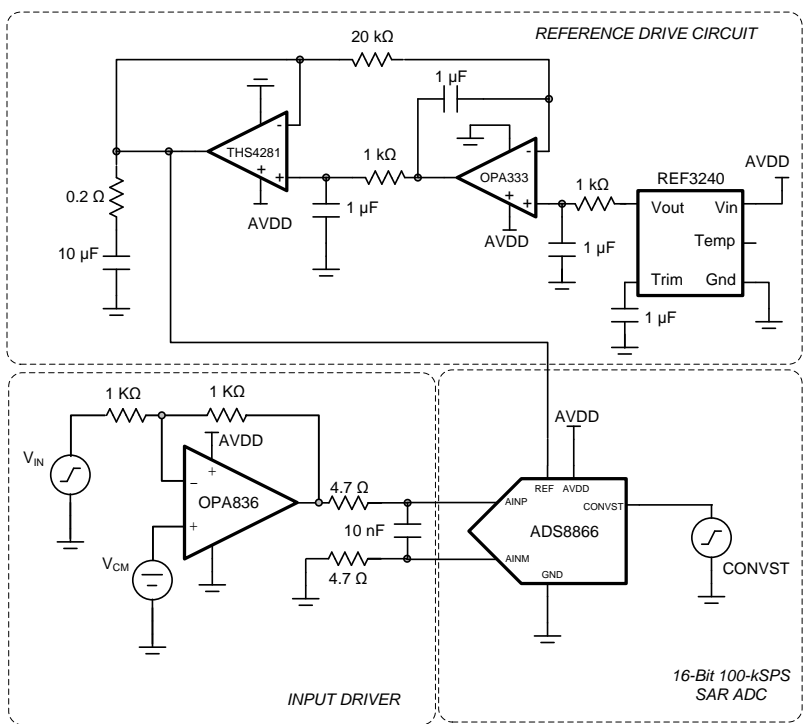 REFERENCE DRIVE CIRCUIT
20 kΩ
1 µF
-
THS4281
+
+
AVDD
1 kΩ
1 µF
-
OPA333
+
+
AVDD
1 kΩ
1 µF
REF3240
AVDD
Vout
Vin
Temp
Trim
Gnd
1 µF
0.2 Ω
10 µF
1 KΩ
1 KΩ
AVDD
+
VIN
−
OPA836
+
VCM
4.7 Ω
10 nF
4.7 Ω
INPUT DRIVER
AVDD
REF
AVDD
AINP
CONVST
ADS8866
AINM
GND
CONVST
16-Bit 100-kSPS
SAR ADC